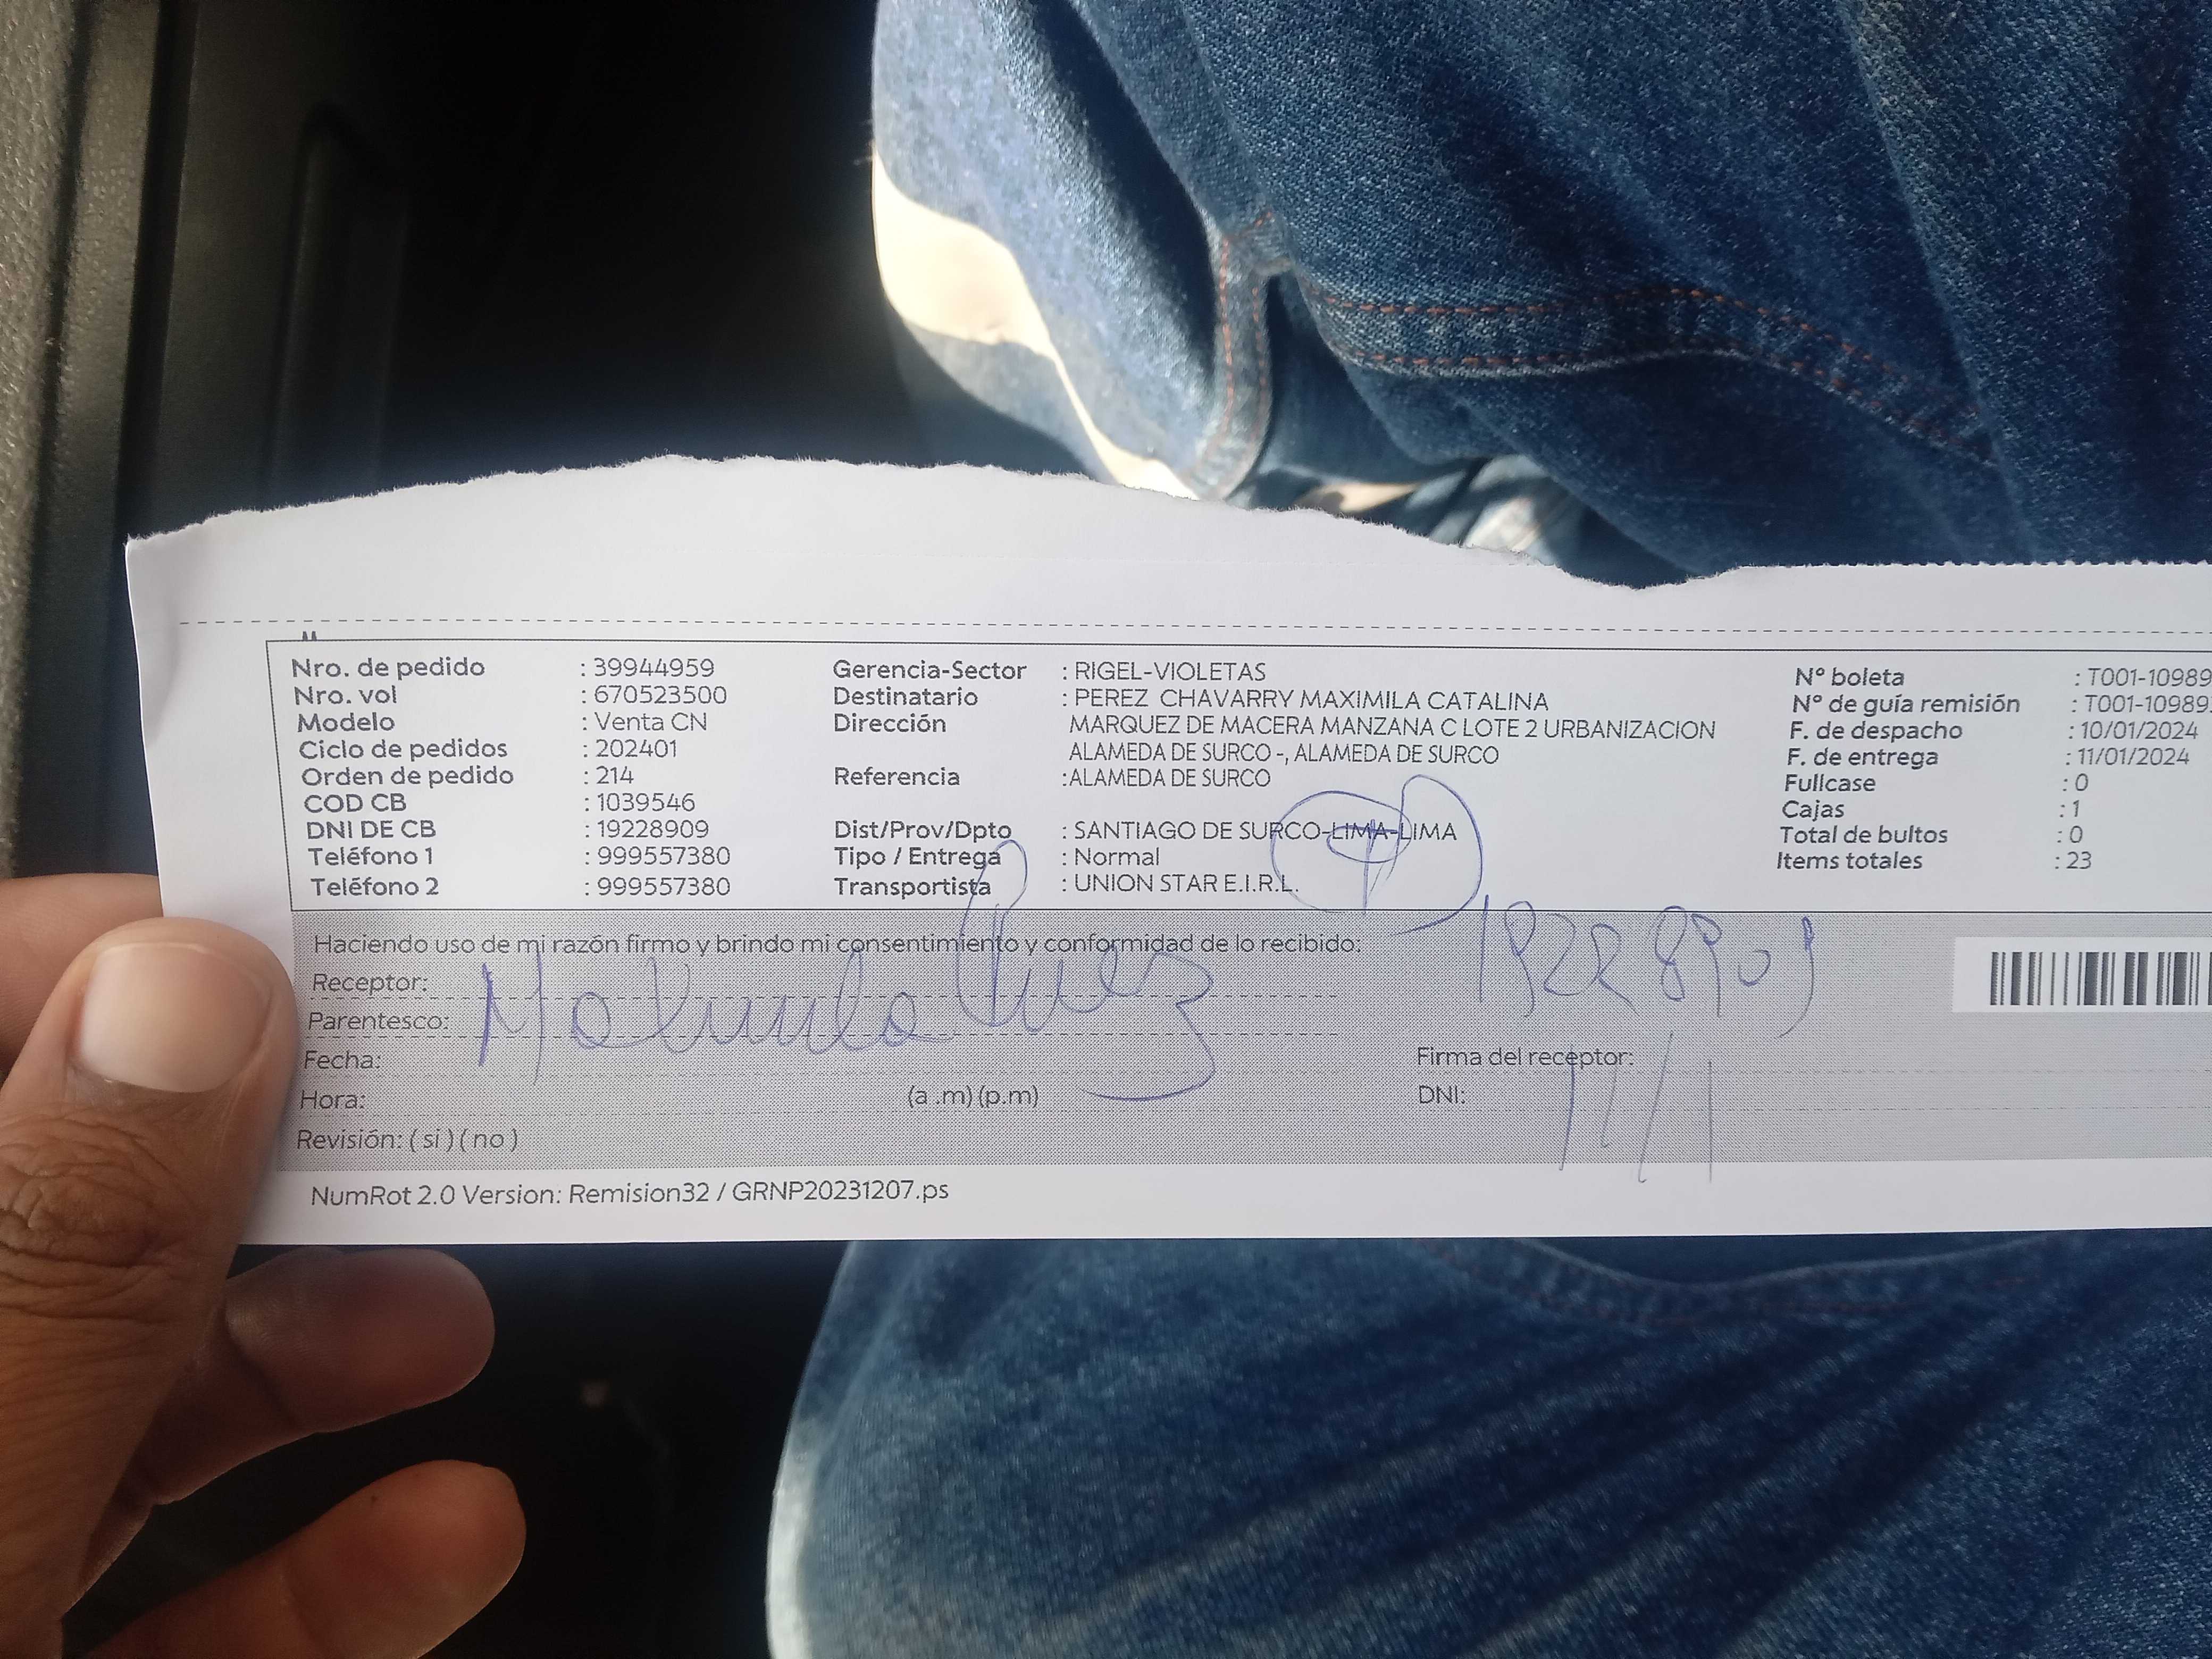 Nro. de pedido : 39944959 Gerencia-Sector : RIGEL-VIOLETAS N° boleta : T001-10989
Nro. vol : 670523500 Destinatario : PEREZ CHAVARRY MAXIMILA CATALINA N° de guía remisión : T001-10989
Modelo : Venta CN Dirección MARQUEZ DE MACERA MANZANA C LOTE 2 URBANIZACION F. de despacho : 10/01/2024
Ciclo de pedidos : 202401 ALAMEDA DE SURCO -, ALAMEDA DE SURCO F. de entrega : 11/01/2024
Orden de pedido : 214 Referencia : ALAMEDA DE SURCO Fullcase : 0
COD CB : 1039546 Cajas : 1
DNI DE CB : 19228909 Dist/Prov/Dpto : SANTIAGO DE SURCO-LIMA-LIMA Total de bultos : 0
Teléfono 1 : 999557380 Tipo / Entrega : Normal Items totales : 23
Teléfono 2 : 999557380 Transportista : UNION STAR E.I.R.L.
Haciendo uso de mi razón firmo y brindo mi consentimiento y conformidad de lo recibido: 19228909
Receptor:
Parentesco:
Fecha: Firma del receptor:
Hora: (a .m) (p.m) DNI:
Revisión: ( si ) ( no )
NumRot 2.0 Version: Remision32 / GRNP20231207.ps